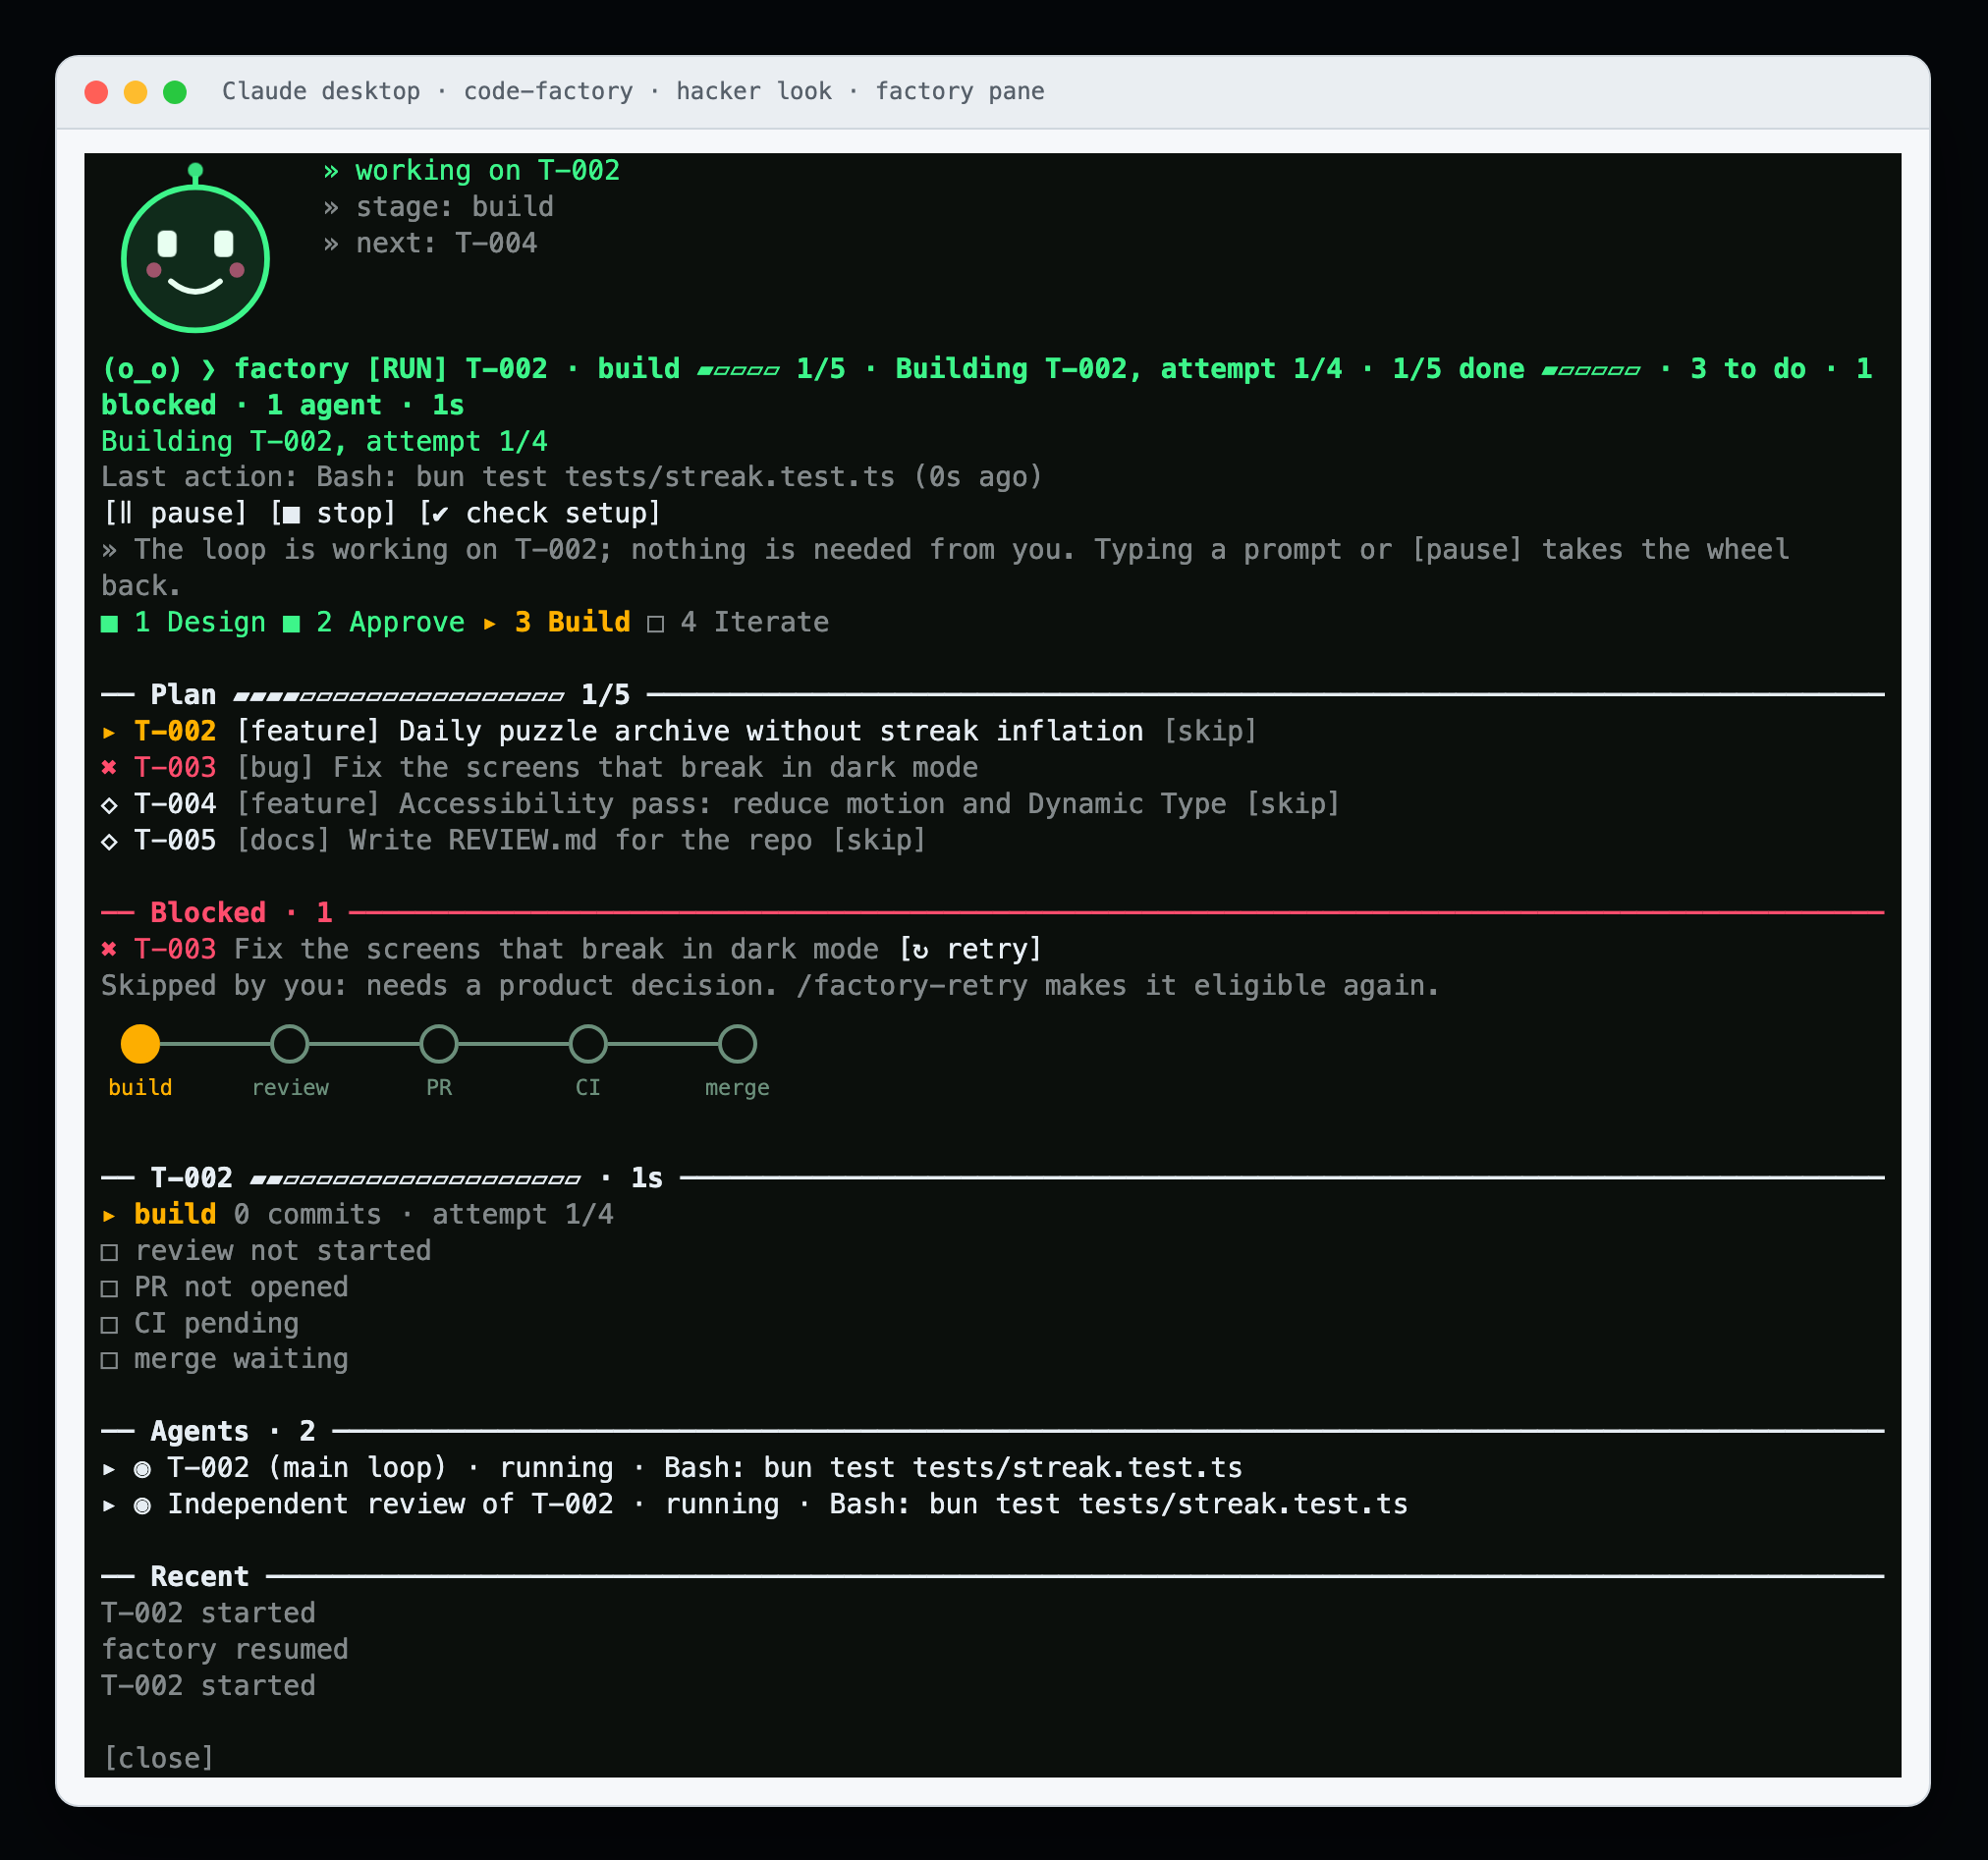 Claude desktop · code-factory · hacker look · factory pane
» working on T-002
» stage: build
» next: T-004
(o_o) ❯ factory [RUN] T-002 · build ▰▱▱▱▱ 1/5 · Building T-002, attempt 1/4 · 1/5 done ▰▱▱▱▱▱ · 3 to do · 1
blocked · 1 agent · 1s
Building T-002, attempt 1/4
Last action: Bash: bun test tests/streak.test.ts (0s ago)
[‖ pause] [■ stop] [✔ check setup]
» The loop is working on T-002; nothing is needed from you. Typing a prompt or [pause] takes the wheel
back.
■ 1 Design ■ 2 Approve ▸ 3 Build □ 4 Iterate
── Plan ▰▰▰▰▱▱▱▱▱▱▱▱▱▱▱▱▱▱▱▱ 1/5 ──
▸ T-002 [feature] Daily puzzle archive without streak inflation [skip]
✖ T-003 [bug] Fix the screens that break in dark mode
◇ T-004 [feature] Accessibility pass: reduce motion and Dynamic Type [skip]
◇ T-005 [docs] Write REVIEW.md for the repo [skip]
── Blocked · 1 ──
✖ T-003 Fix the screens that break in dark mode [↻ retry]
Skipped by you: needs a product decision. /factory-retry makes it eligible again.
build review PR CI merge
── T-002 ▰▰▱▱▱▱▱▱▱▱▱▱▱▱▱▱▱▱▱▱ · 1s ──
▸ build 0 commits · attempt 1/4
□ review not started
□ PR not opened
□ CI pending
□ merge waiting
── Agents · 2 ──
▸ ◉ T-002 (main loop) · running · Bash: bun test tests/streak.test.ts
▸ ◉ Independent review of T-002 · running · Bash: bun test tests/streak.test.ts
── Recent ──
T-002 started
factory resumed
T-002 started
[close]